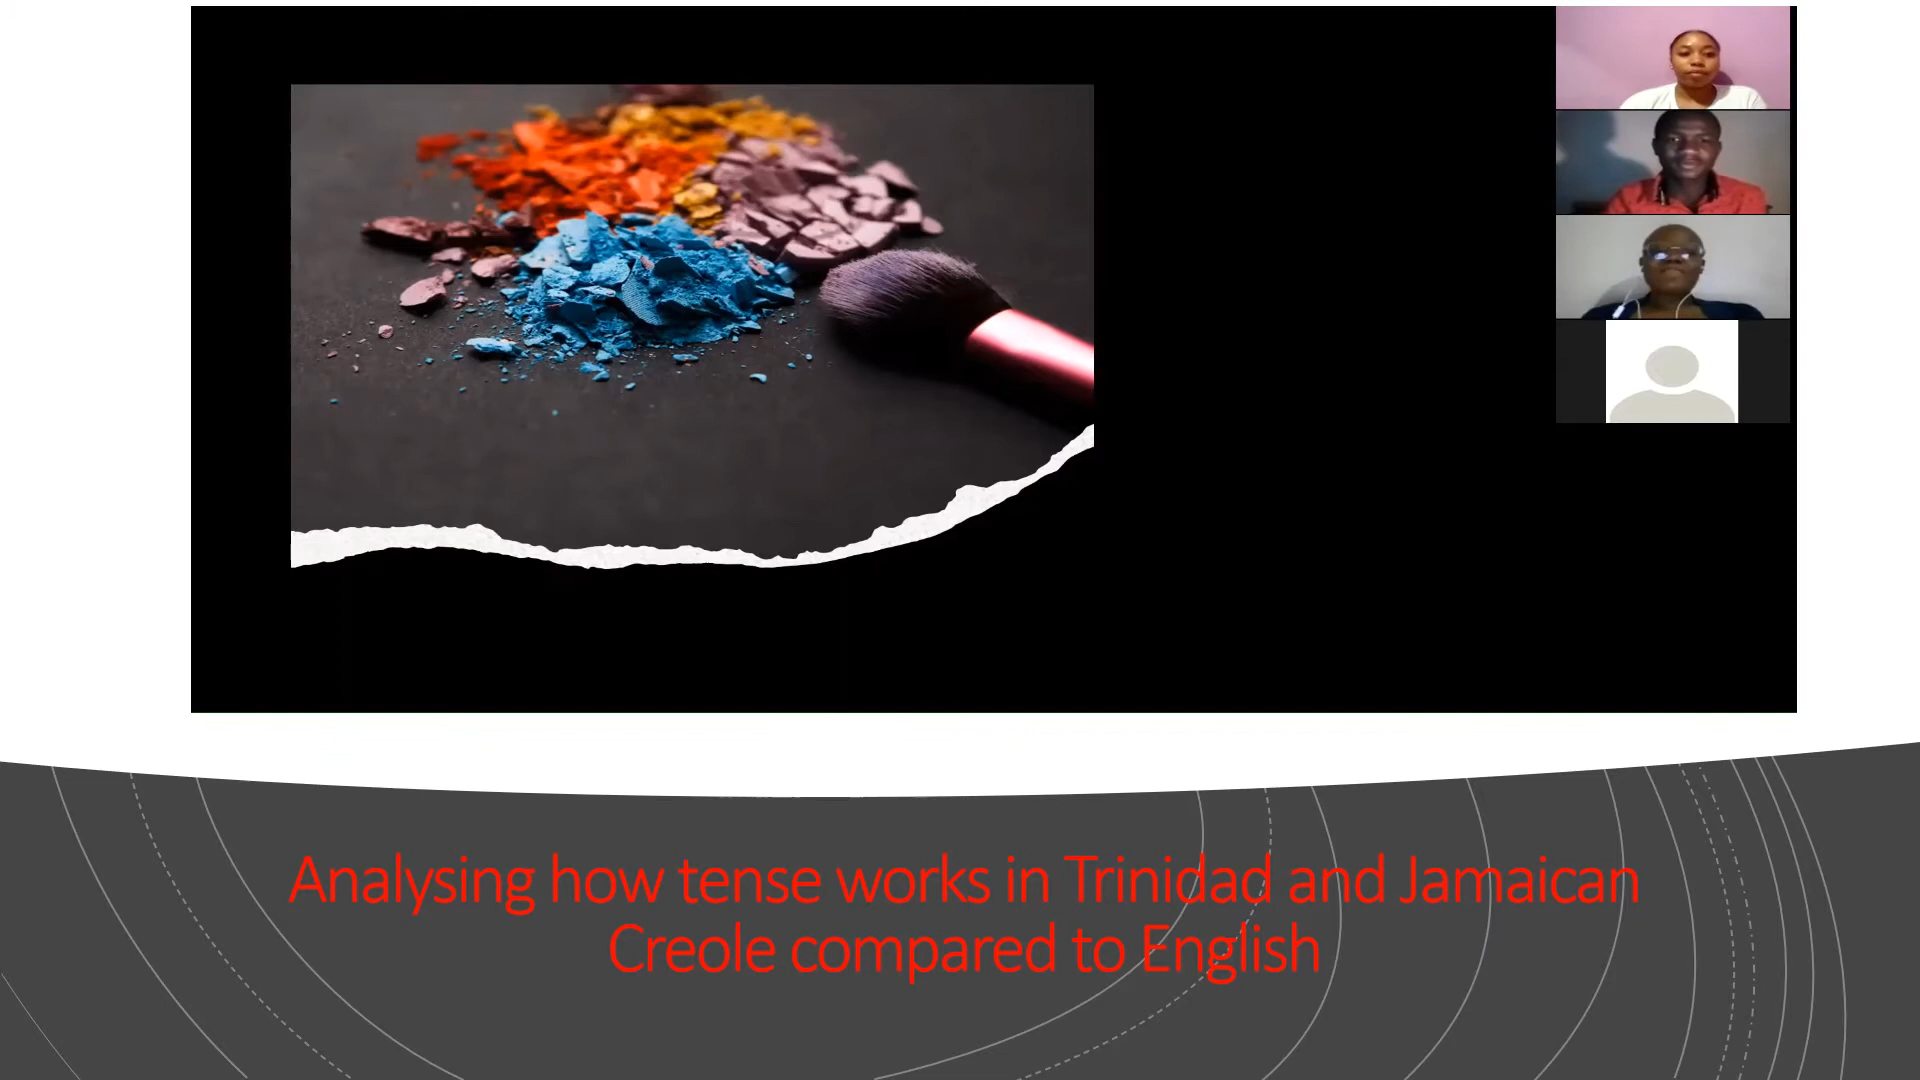 Analysing how tense works in Trinidad and Jamaican
Creole compared to English